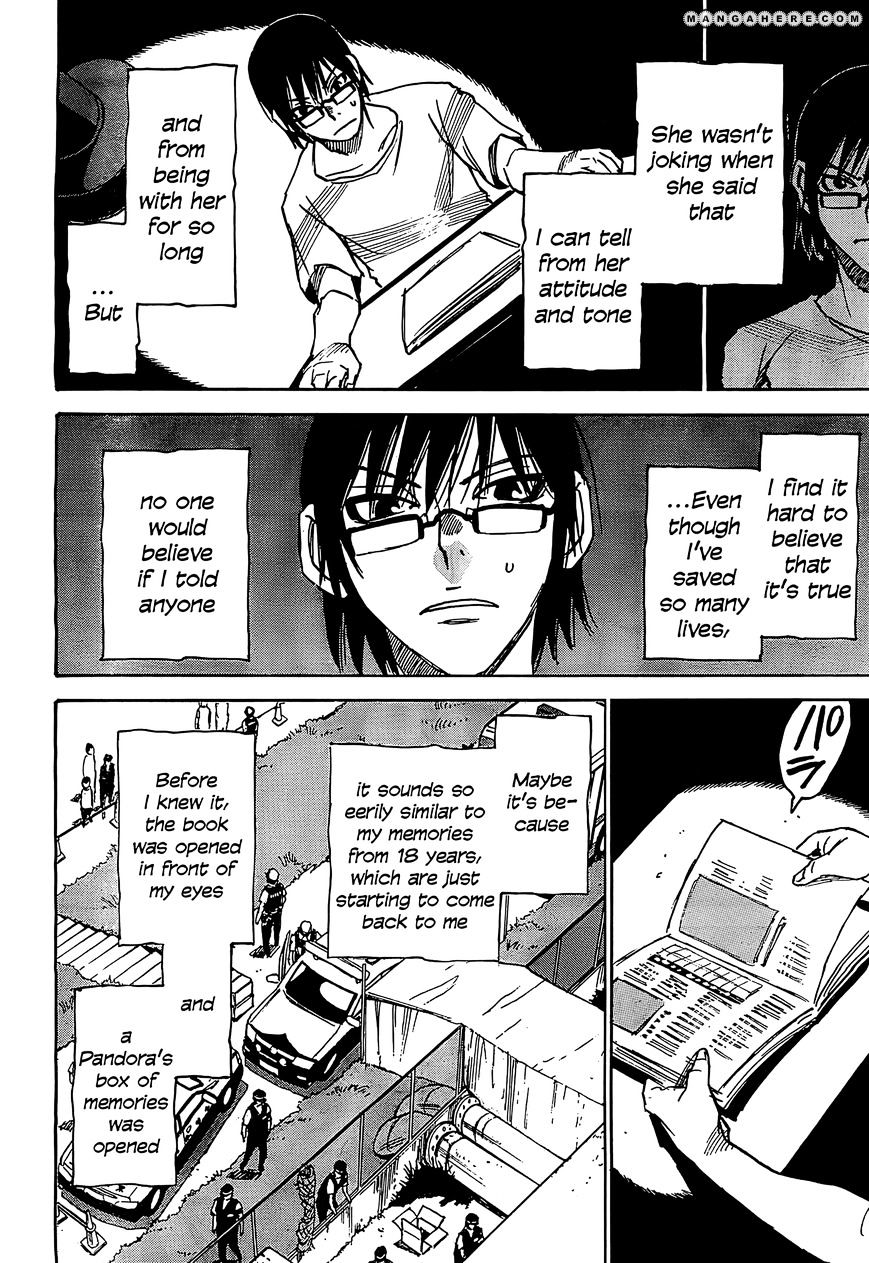 MANGAHERE.COM
She wasn't
joking when
she said
that
I can tell
from her
attitude
and tone
and
from
being
with her
for so
long
...
But
I find it
hard to
believe
that
it's true
...Even
though
I've
saved
so many
lives,
no one
would
believe
if I told
anyone
パラ
Maybe
it's be-
cause
it sounds so
eerily similar to
my memories
from 18 years,
which are just
starting to come
back to me
Before
I knew it,
the book
was opened
in front of
my eyes
and
a
Pandora's
box of
memories
was
opened